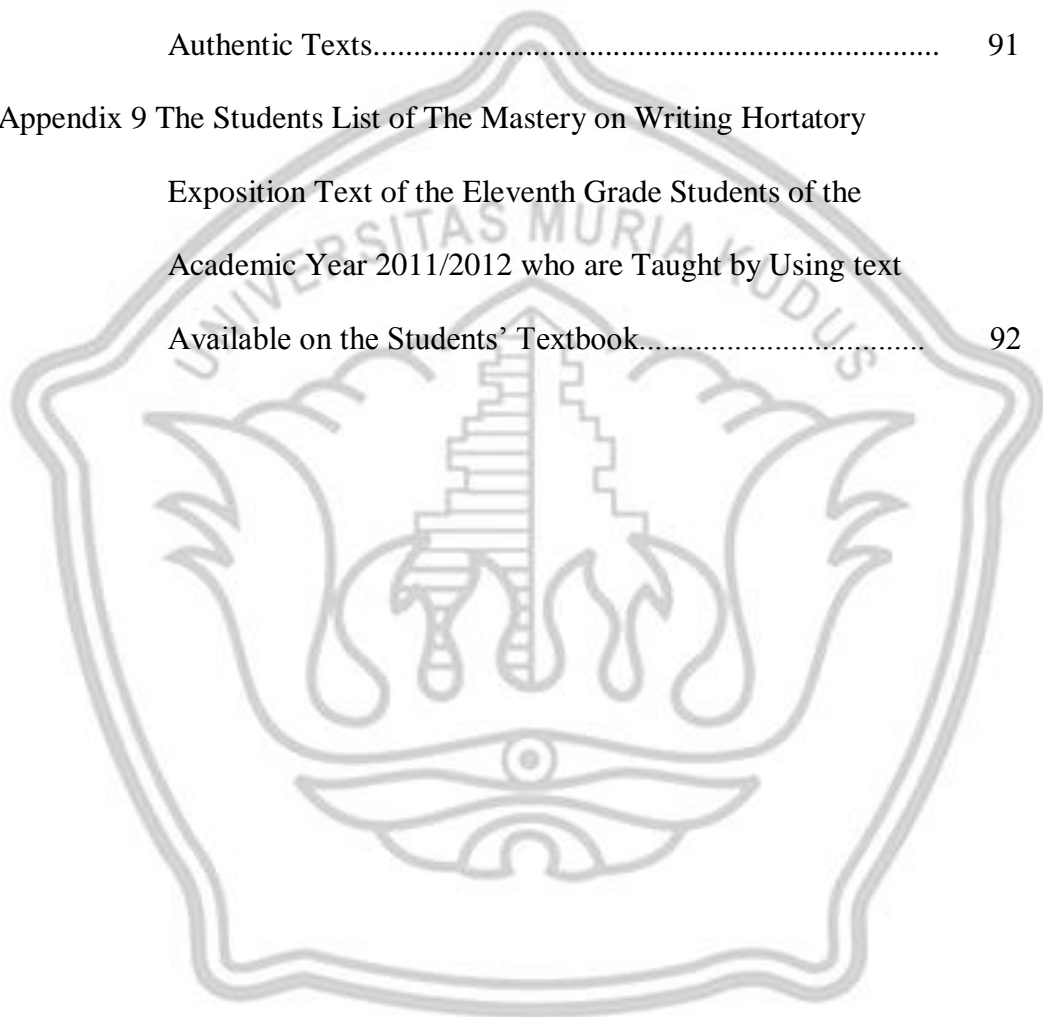 Authentic Texts...................................................................... 91
Appendix 9 The Students List of The Mastery on Writing Hortatory
Exposition Text of the Eleventh Grade Students of the
Academic Year 2011/2012 who are Taught by Using text
Available on the Students’ Textbook................................... 92
UNIVERSITAS MURIA KUDUS